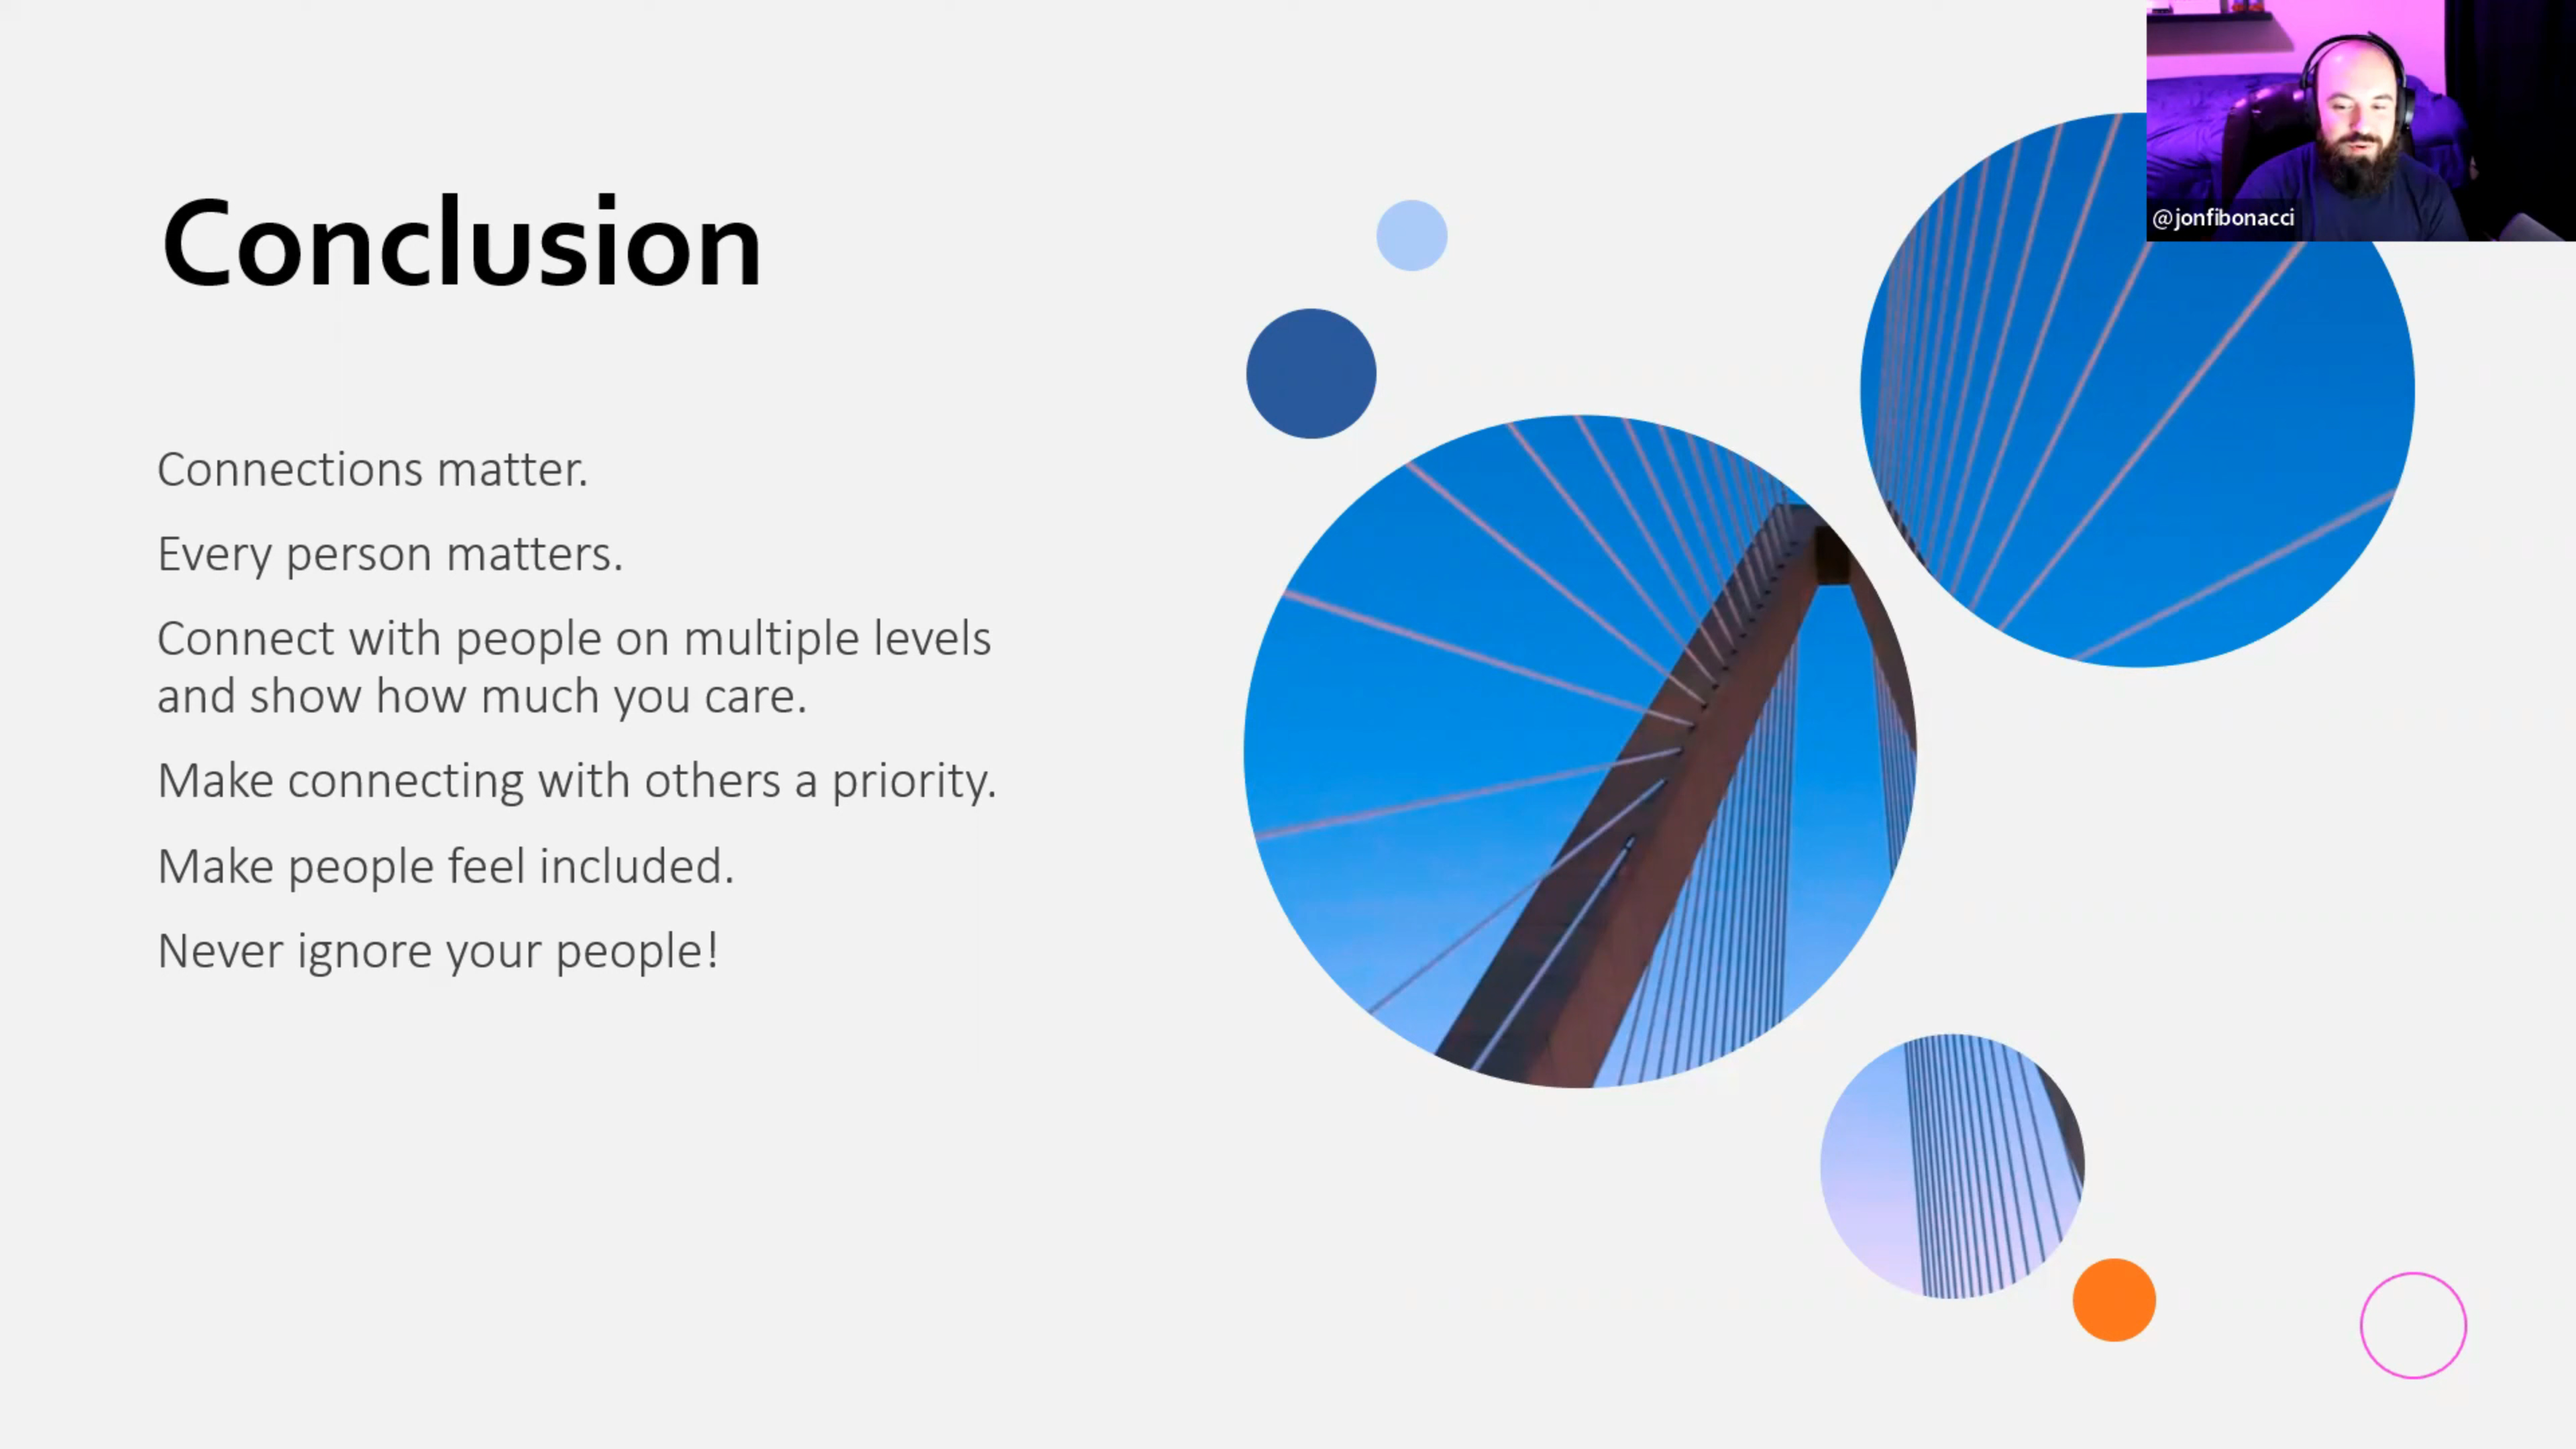 Conclusion
Connections matter.
Every person matters.
Connect with people on multiple levels
and show how much you care.
Make connecting with others a priority.
Make people feel included.
Never ignore your people!
@jonfibonacci